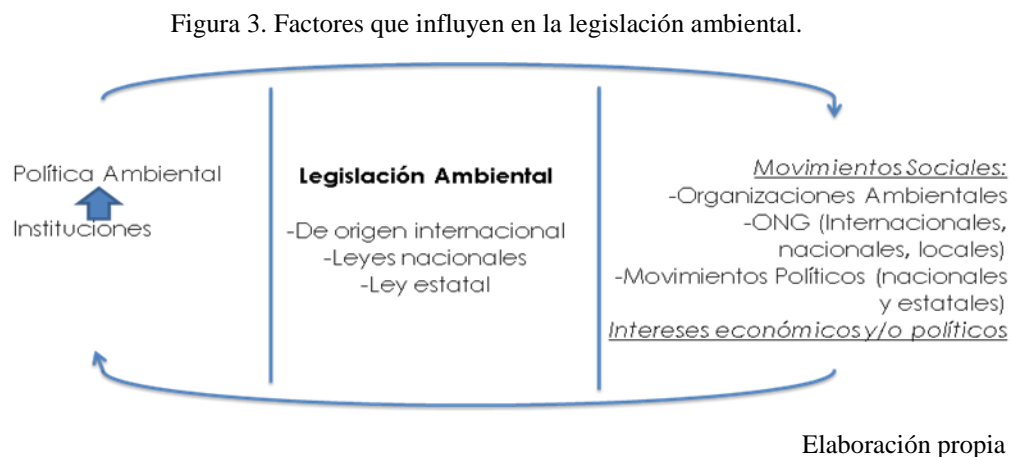 Figura 3. Factores que influyen en la legislación ambiental.
Política Ambiental
Instituciones
Legislación Ambiental
-De origen internacional
-Leyes nacionales
-Ley estatal
Movimientos Sociales:
-Organizaciones Ambientales
-ONG (Internacionales,
nacionales, locales)
-Movimientos Políticos (nacionales
y estatales)
Intereses económicos y/o políticos
Elaboración propia